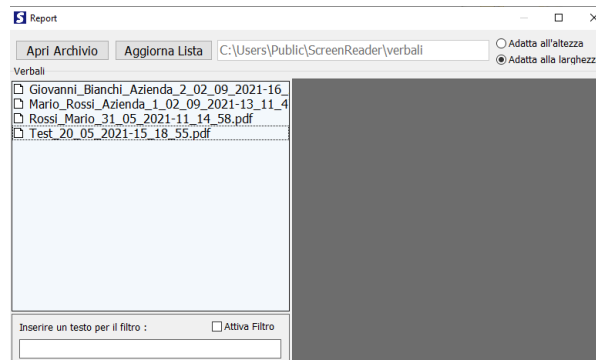 Report
Apri Archivio Aggiorna Lista C:\Users\Public\ScreenReader\verbali
Adatta all'altezza
Adatta alla larghezz
Verbali
Giovanni_Bianchi_Azienda_2_02_09_2021-16_
Mario_Rossi_Azienda_1_02_09_2021-13_11_4
Rossi_Mario_31_05_2021-11_14_58.pdf
Test_20_05_2021-15_18_55.pdf
Inserire un testo per il filtro : Attiva Filtro